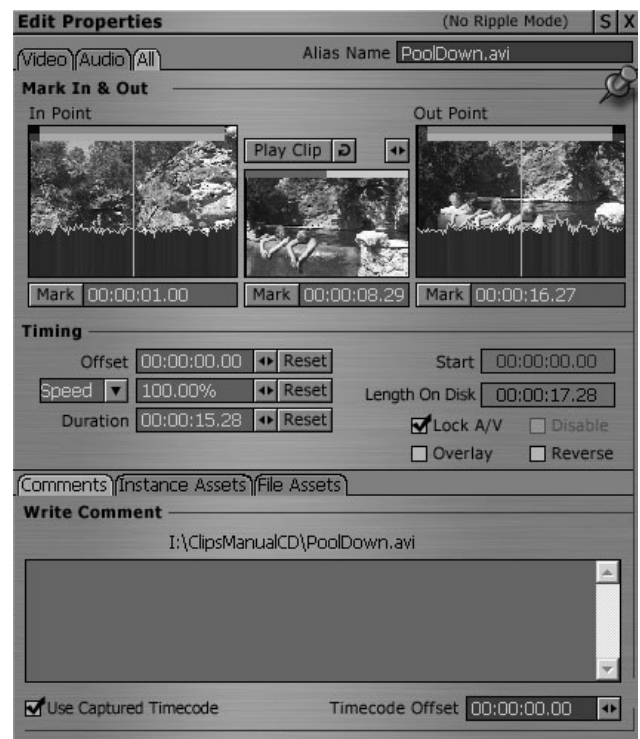 Edit Properties (No Ripple Mode) S X
Video Audio All Alias Name PoolDown.avi
Mark In & Out
In Point Out Point
Play Clip
Mark 00:00:01.00 Mark 00:00:08.29 Mark 00:00:16.27
Timing
Offset 00:00:00.00 Reset Start 00:00:00.00
Speed 100.00% Reset Length On Disk 00:00:17.28
Duration 00:00:15.28 Reset Lock A/V Disable
Overlay Reverse
Comments Instance Assets File Assets
Write Comment
I:\ClipsManualCD\PoolDown.avi
Use Captured Timecode Timecode Offset 00:00:00.00